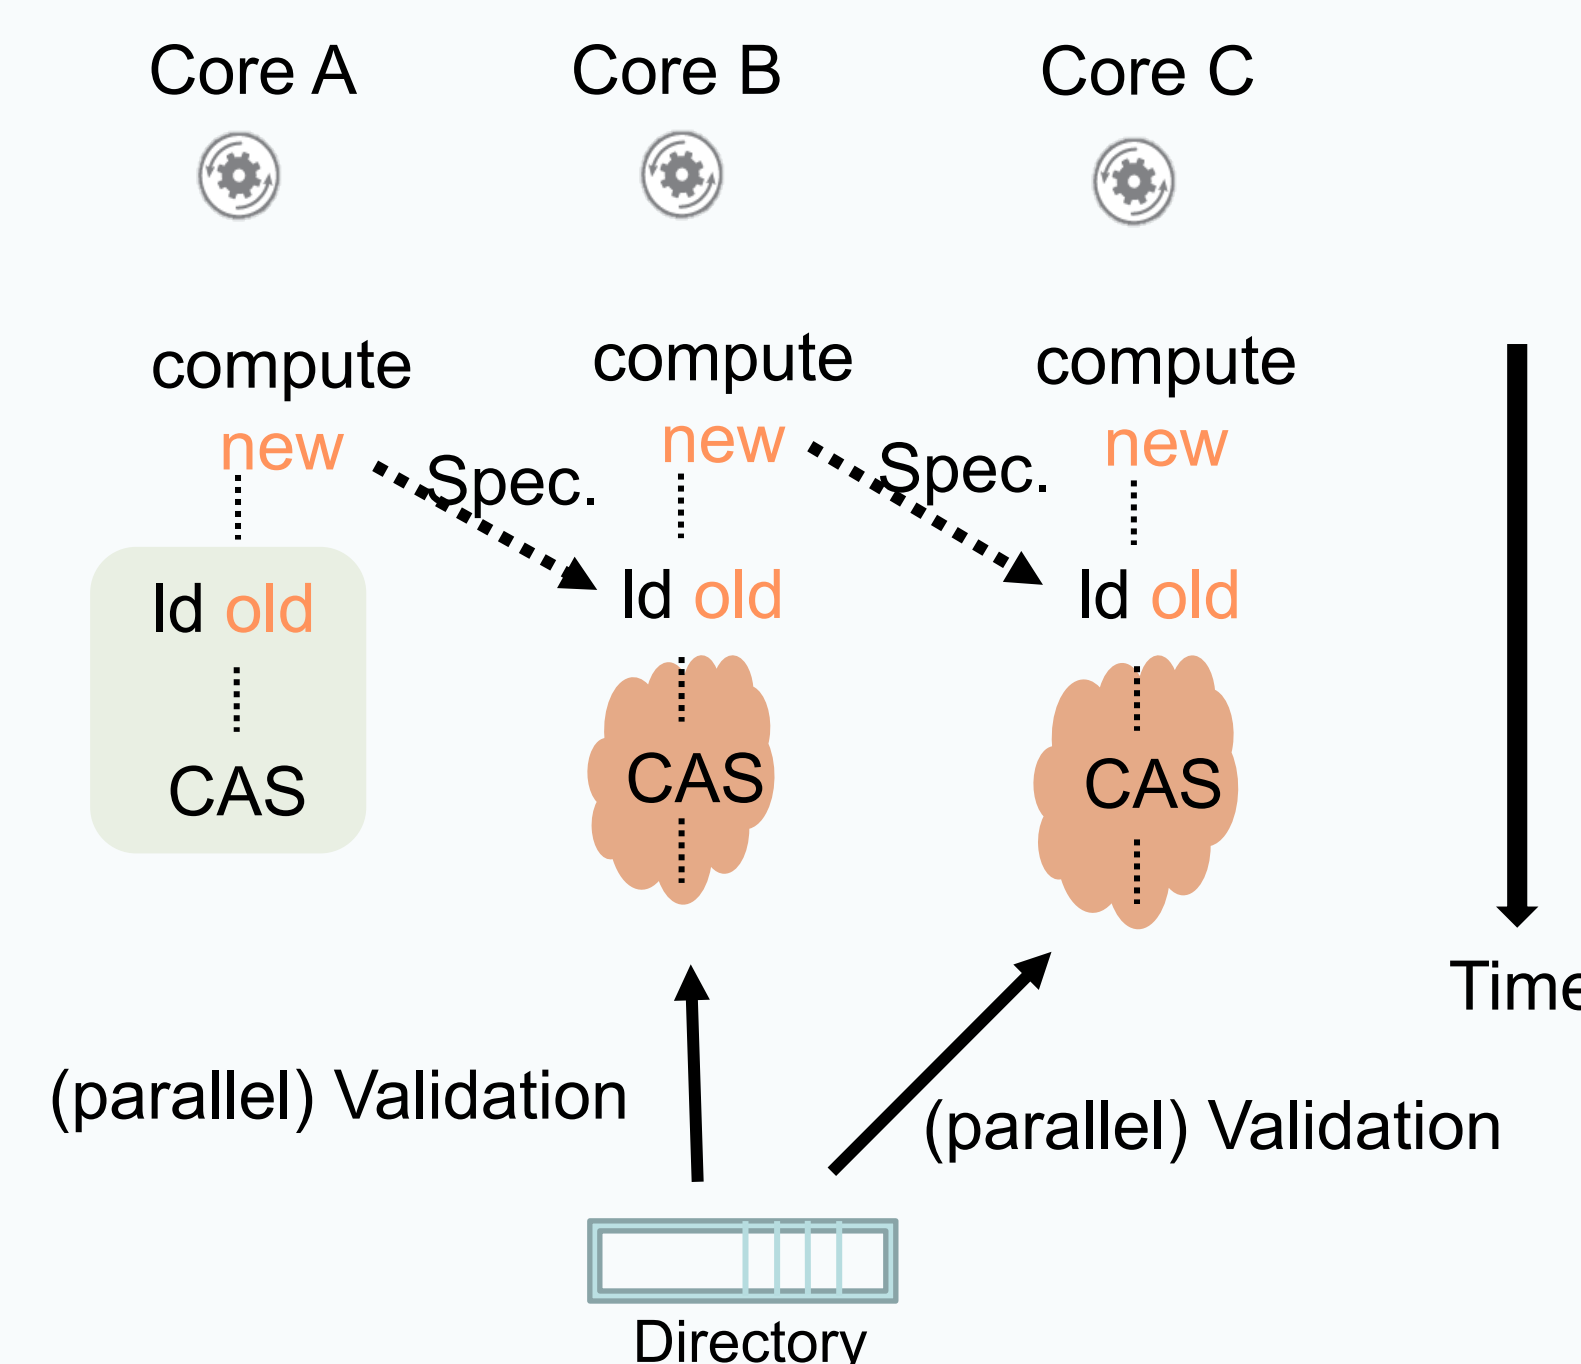 Core A
Core B
Core C
compute
new
compute
new
compute
new
Spec.
Spec.
ld old
ld old
ld old
CAS
CAS
CAS
Time
(parallel) Validation
(parallel) Validation
Directory